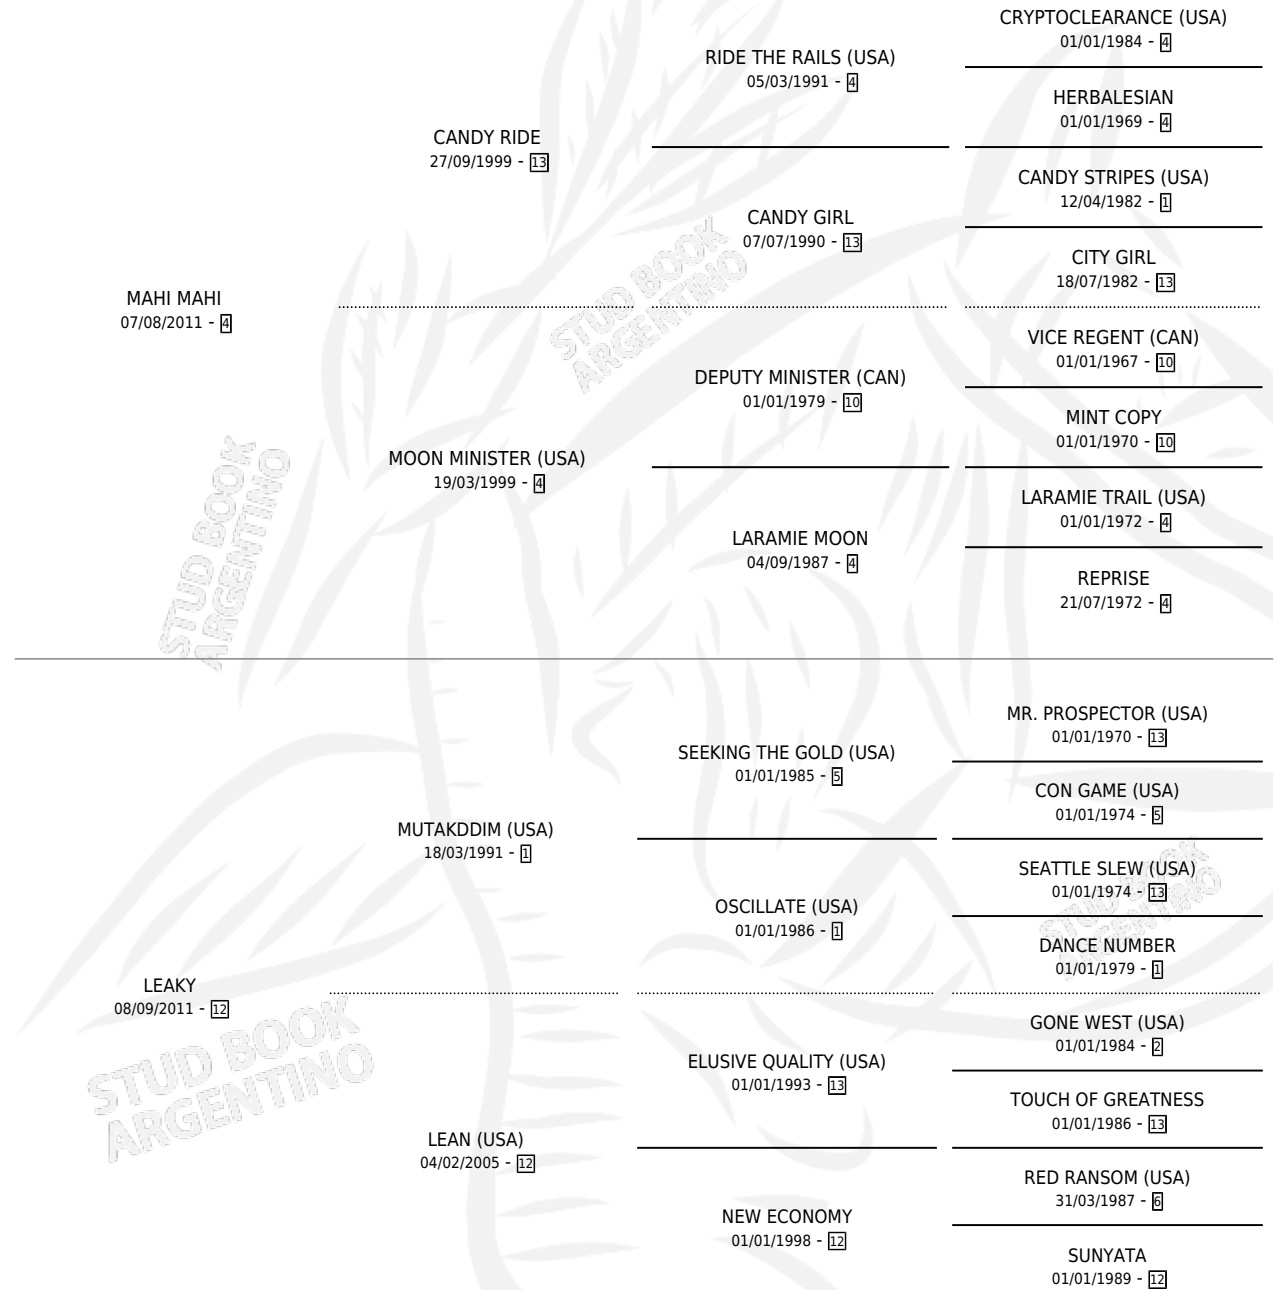 CRYPTOCLEARANCE (USA)
01/01/1984 - 4
RIDE THE RAILS (USA)
05/03/1991 - 4
HERBALESIAN
01/01/1969 - 4
CANDY RIDE
27/09/1999 - 13
CANDY STRIPES (USA)
12/04/1982 - 1
CANDY GIRL
07/07/1990 - 13
CITY GIRL
18/07/1982 - 13
MAHI MAHI
07/08/2011 - 4
VICE REGENT (CAN)
01/01/1967 - 10
DEPUTY MINISTER (CAN)
01/01/1979 - 10
MINT COPY
01/01/1970 - 10
MOON MINISTER (USA)
19/03/1999 - 4
LARAMIE TRAIL (USA)
01/01/1972 - 4
LARAMIE MOON
04/09/1987 - 4
REPRISE
21/07/1972 - 4
STUD BOOK
ARGENTINO
STUD BOOK
ARGENTINO
MR. PROSPECTOR (USA)
01/01/1970 - 13
SEEKING THE GOLD (USA)
01/01/1985 - 5
CON GAME (USA)
01/01/1974 - 5
MUTAKDDIM (USA)
18/03/1991 - 1
SEATTLE SLEW (USA)
01/01/1974 - 13
OSCILLATE (USA)
01/01/1986 - 1
DANCE NUMBER
01/01/1979 - 1
LEAKY
08/09/2011 - 12
GONE WEST (USA)
01/01/1984 - 2
ELUSIVE QUALITY (USA)
01/01/1993 - 13
TOUCH OF GREATNESS
01/01/1986 - 13
LEAN (USA)
04/02/2005 - 12
RED RANSOM (USA)
31/03/1987 - 6
NEW ECONOMY
01/01/1998 - 12
SUNYATA
01/01/1989 - 12
STUD BOOK
ARGENTINO
STUD BOOK
ARGENTINO